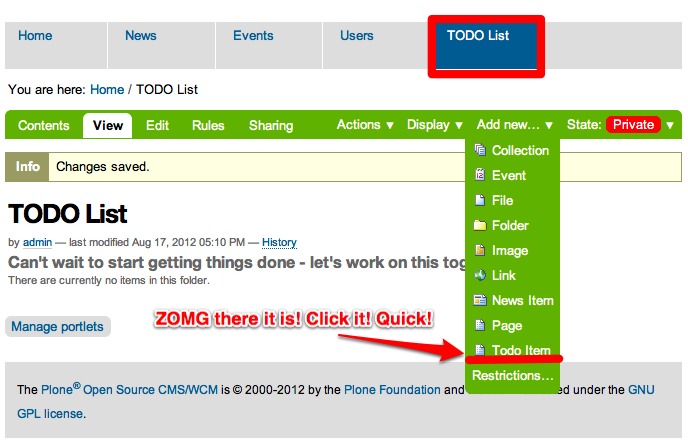 Home News Events Users TODO List
You are here: Home / TODO List
Contents View Edit Rules Sharing Actions ▼ Display ▼ Add new... ▼ State: Private ▼
Collection
Info Changes saved.
Event
File
TODO List
Folder
by admin — last modified Aug 17, 2012 05:10 PM — History
Image
Can't wait to start getting things done - let's work on this tog
Link
There are currently no items in this folder.
News Item
ZOMG there it is! Click it! Quick!
Manage portlets
Page
Todo Item
Restrictions...
The Plone® Open Source CMS/WCM is © 2000-2012 by the Plone Foundation and ed under the GNU
GPL license.